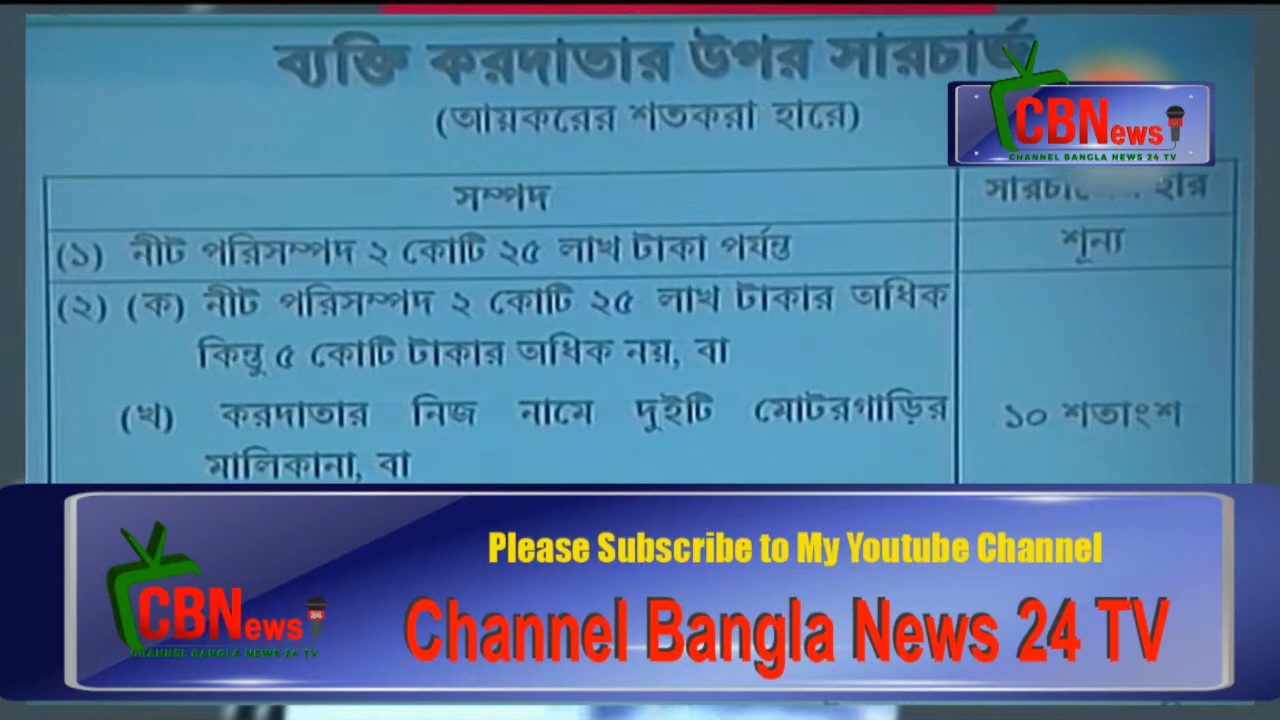 ব্যক্তি করদাতার উপর সারচার্জ
(আয়করের শতকরা হারে)
CBNews
CHANNEL BANGLA NEWS 24 TV
সম্পদ
হার
(১) নীট পরিসম্পদ ২ কোটি ২৫ লাখ টাকা পর্যন্ত
শূন্য
(২) (ক) নীট পরিসম্পদ ২ কোটি ২৫ লাখ টাকার অধিক
কিন্তু ৫ কোটি টাকার অধিক নয়, বা
(খ) করদাতার নিজ নামে দুইটি মোটরগাড়ির
১০ শতাংশ
মালিকানা, বা
Please Subscribe to My Youtube Channel
CBNews
CHANNEL BANGLA NEWS 24 TV
Channel Bangla News 24 TV